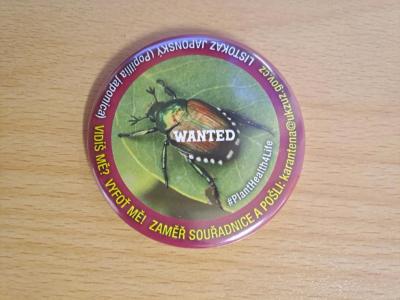 LISTOKAZ JAPONSKÝ (Popillia japonica)
WANTED
#PlantHealth4Life
VIDÍŠ MĚ? VYFOŤ MĚ! ZAMĚŘ SOUŘADNICE A POŠLI: karantena@ukzuz.gov.cz